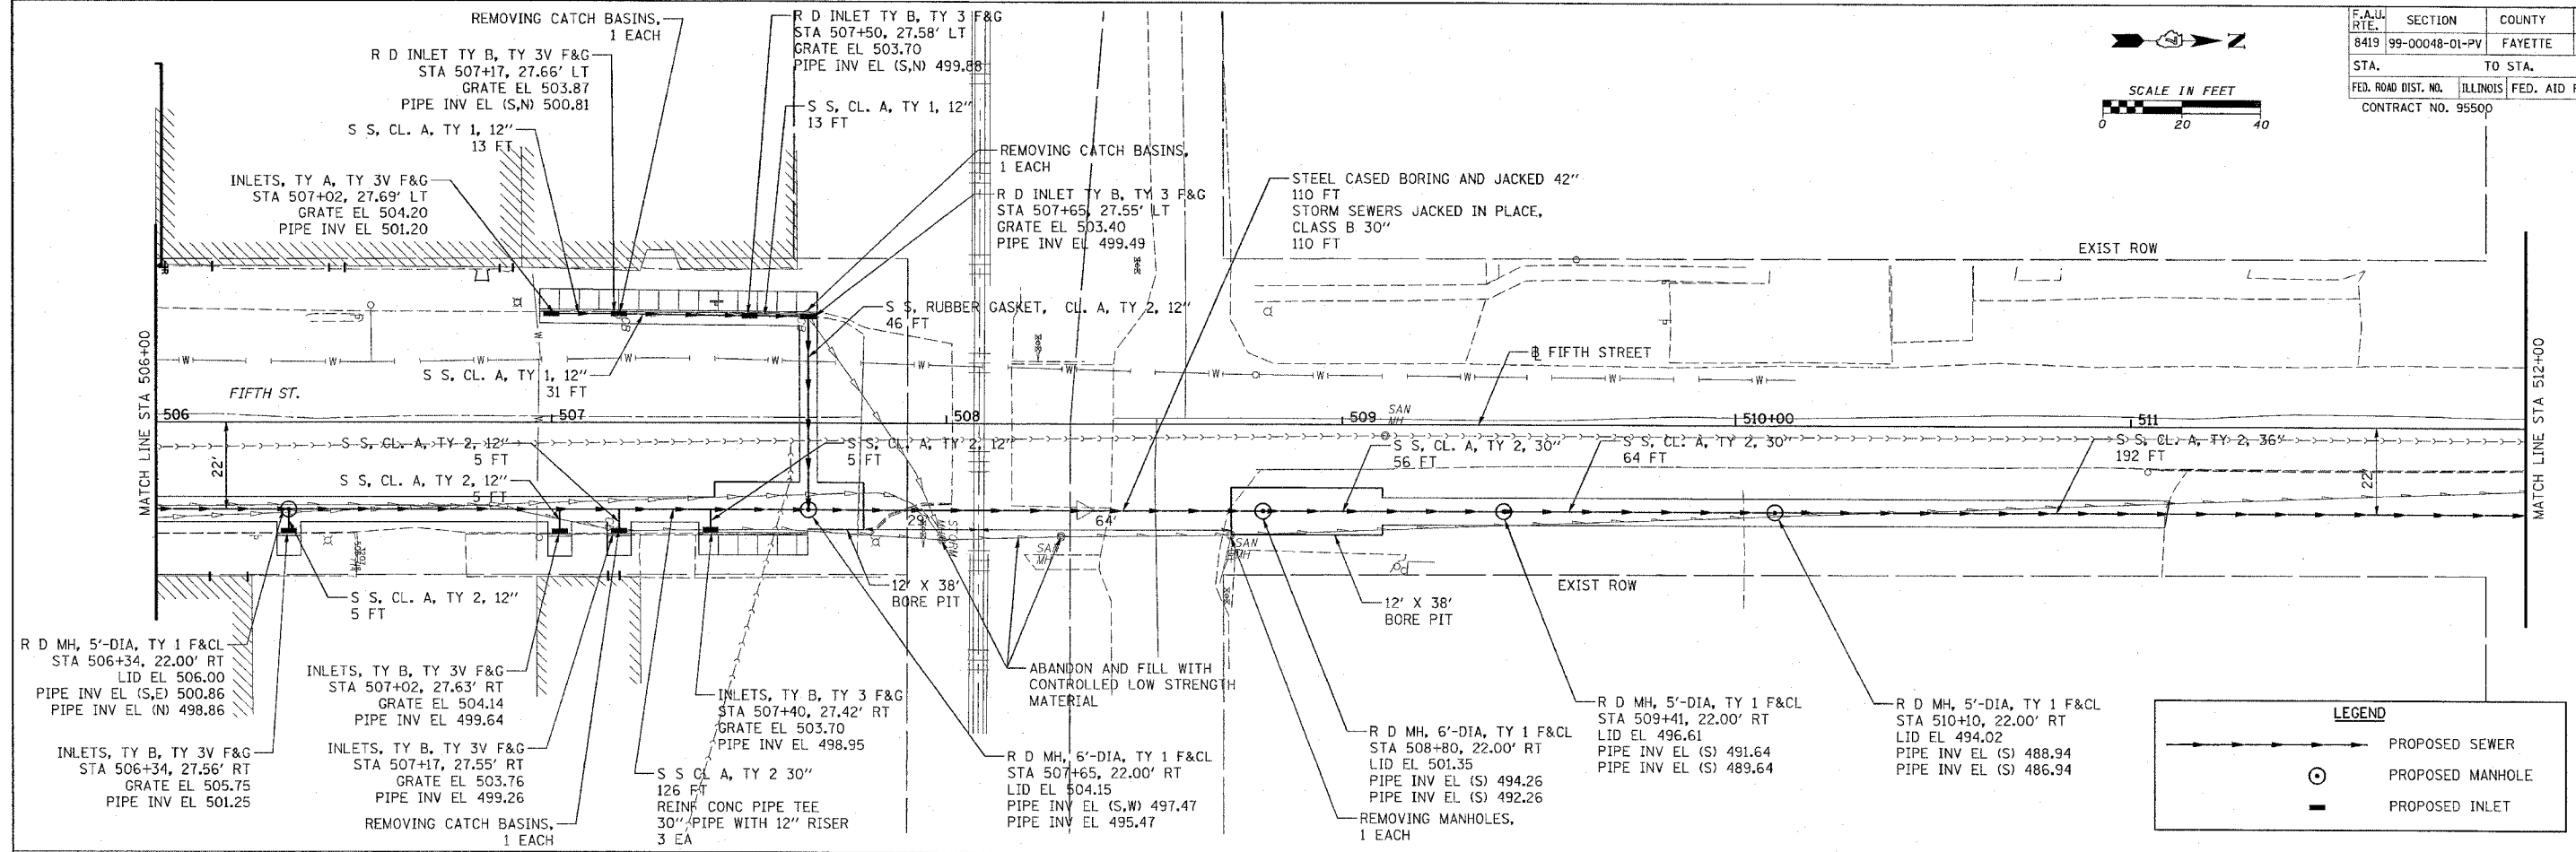 REMOVING CATCH BASINS,
1 EACH
R D INLET TY B, TY 3V F&G
STA 507+17, 27.66' LT
GRATE EL 503.87
PIPE INV EL (S,N) 500.81
S S, CL. A, TY 1, 12"
13 FT
INLETS, TY A, TY 3V F&G
STA 507+02, 27.69' LT
GRATE EL 504.20
PIPE INV EL 501.20
R D INLET TY B, TY 3 F&G
STA 507+50, 27.58' LT
GRATE EL 503.70
PIPE INV EL (S,N) 499.88
S S, CL. A, TY 1, 12"
13 FT
REMOVING CATCH BASINS,
1 EACH
R D INLET TY B, TY 3 F&G
STA 507+65, 27.55' LT
GRATE EL 503.40
PIPE INV EL 499.49
STEEL CASED BORING AND JACKED 42"
110 FT
STORM SEWERS JACKED IN PLACE,
CLASS B 30"
110 FT
N
SCALE IN FEET
0 20 40
F.A.U. RTE. SECTION COUNTY
8419 99-00048-01-PV FAYETTE
STA. TO STA.
FED. ROAD DIST. NO. ILLINOIS FED. AID
CONTRACT NO. 95500
EXIST ROW
S S, RUBBER GASKET, CL. A, TY 2, 12"
46 FT
MATCH LINE STA 506+00
W W W W W W W W W W W W
S S, CL. A, TY 1, 12"
31 FT
FIFTH ST.
℄ FIFTH STREET
506 507 508 509 510+00 511
SAN
MH
22'
S S, CL. A, TY 2, 12"
5 FT
S S, CL. A, TY 2, 12"
5 FT
S S, CL. A, TY 2, 12"
5 FT
S S, CL. A, TY 2, 30"
56 FT
S S, CL. A, TY 2, 30"
64 FT
S S, CL. A, TY 2, 36"
192 FT
22'
MATCH LINE STA 512+00
29'
64'
STORM
SAN
MH
SAN
MH
S S, CL. A, TY 2, 12"
5 FT
12' X 38'
BORE PIT
12' X 38'
BORE PIT
EXIST ROW
R D MH, 5'-DIA, TY 1 F&CL
STA 506+34, 22.00' RT
LID EL 506.00
PIPE INV EL (S,E) 500.86
PIPE INV EL (N) 498.86
INLETS, TY B, TY 3V F&G
STA 506+34, 27.56' RT
GRATE EL 505.75
PIPE INV EL 501.25
INLETS, TY B, TY 3V F&G
STA 507+02, 27.63' RT
GRATE EL 504.14
PIPE INV EL 499.64
INLETS, TY B, TY 3V F&G
STA 507+17, 27.55' RT
GRATE EL 503.76
PIPE INV EL 499.26
REMOVING CATCH BASINS,
1 EACH
INLETS, TY B, TY 3 F&G
STA 507+40, 27.42' RT
GRATE EL 503.70
PIPE INV EL 498.95
S S CL A, TY 2 30"
126 FT
REINF CONC PIPE TEE
30" PIPE WITH 12" RISER
3 EA
ABANDON AND FILL WITH
CONTROLLED LOW STRENGTH
MATERIAL
R D MH, 6'-DIA, TY 1 F&CL
STA 507+65, 22.00' RT
LID EL 504.15
PIPE INV EL (S,W) 497.47
PIPE INV EL 495.47
R D MH, 6'-DIA, TY 1 F&CL
STA 508+80, 22.00' RT
LID EL 501.35
PIPE INV EL (S) 494.26
PIPE INV EL (S) 492.26
REMOVING MANHOLES,
1 EACH
R D MH, 5'-DIA, TY 1 F&CL
STA 509+41, 22.00' RT
LID EL 496.61
PIPE INV EL (S) 491.64
PIPE INV EL (S) 489.64
R D MH, 5'-DIA, TY 1 F&CL
STA 510+10, 22.00' RT
LID EL 494.02
PIPE INV EL (S) 488.94
PIPE INV EL (S) 486.94
LEGEND
PROPOSED SEWER
PROPOSED MANHOLE
PROPOSED INLET